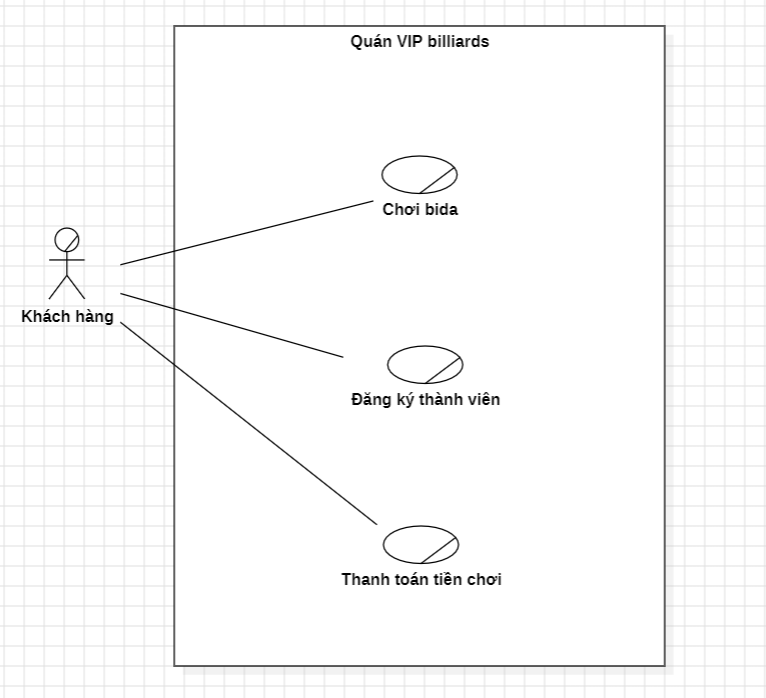 Quán VIP billiards
Chơi bida
Khách hàng
Đăng ký thành viên
Thanh toán tiền chơi